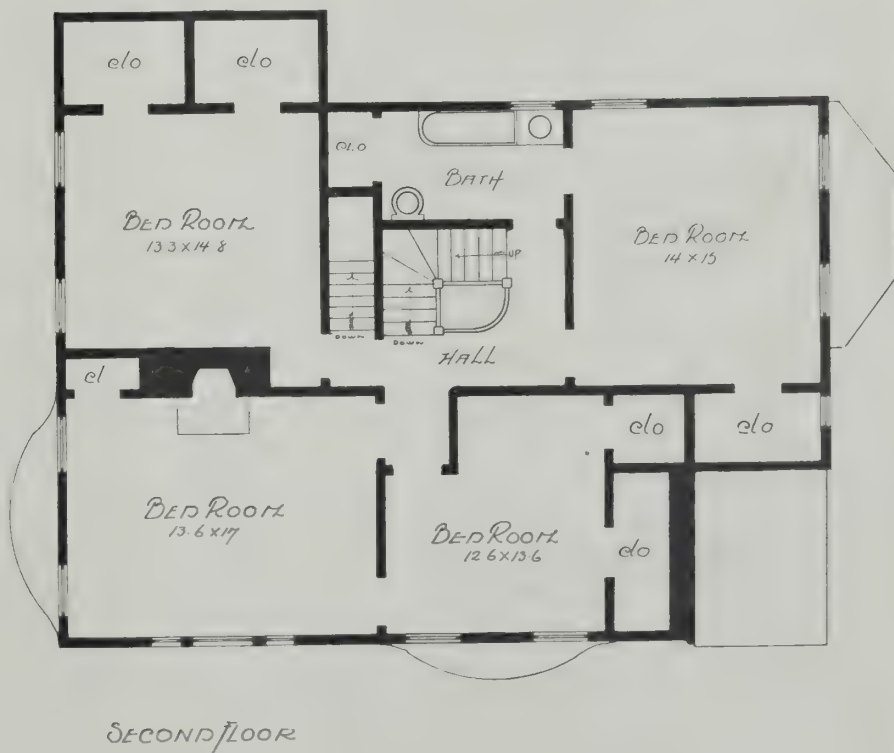 clo
clo
CLO
BATH
BED ROOM
13.3 X 14 8
BED ROOM
14 X 15
UP
DOWN
DOWN
HALL
cl
clo
clo
BED ROOM
13.6 X 17
BED ROOM
12 6 X 13.6
clo
SECOND FLOOR